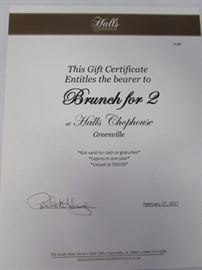 Halls
CHOPHOUSE
This Gift Certificate
Entitles the bearer to
Brunch for 2
at Halls Chophouse
Greenville
*Not valid for cash or gratuities*
*Expires in one year*
*Valued at $50.00*
February 27, 2017